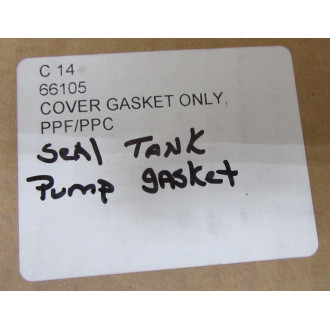 C 14
66105
COVER GASKET ONLY,
PPF/PPC
SEAl TANK
Pump gasket